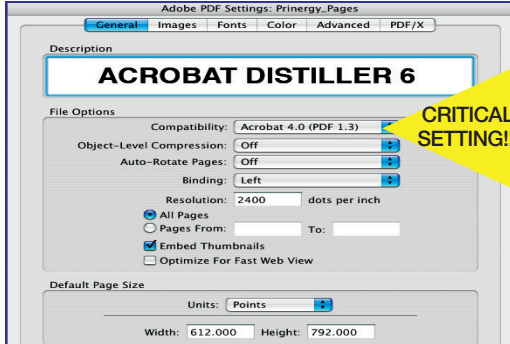 Adobe PDF Settings: Prinergy_Pages
General Images Fonts Color Advanced PDF/X
Description
ACROBAT DISTILLER 6
File Options
Compatibility: Acrobat 4.0 (PDF 1.3)
CRITICAL
SETTING!!
Object-Level Compression: Off
Auto-Rotate Pages: Off
Binding: Left
Resolution: 2400 dots per inch
All Pages
Pages From: To:
Embed Thumbnails
Optimize For Fast Web View
Default Page Size
Units: Points
Width: 612.000 Height: 792.000